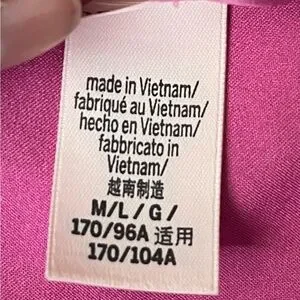 made in Vietnam/
fabriqué au Vietnam/
hecho en Vietnam/
fabbricato in
Vietnam/
越南制造
M/L/G/
170/96A 适用
170/104A